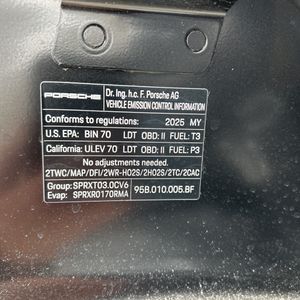 PORSCHE
Dr. Ing. h.c. F. Porsche AG
VEHICLE EMISSION CONTROL INFORMATION
Conforms to regulations: 2025 MY
U.S. EPA: BIN 70 LDT OBD: II FUEL: T3
California: ULEV 70 LDT OBD: II FUEL: P3
No adjustments needed.
2TWC/MAP/DFI/2WR-HO2S/2HO2S/2TC/2CAC
Group: SPRXT03.0CV6
Evap: SPRXR0170RMA
95B.010.005.BF